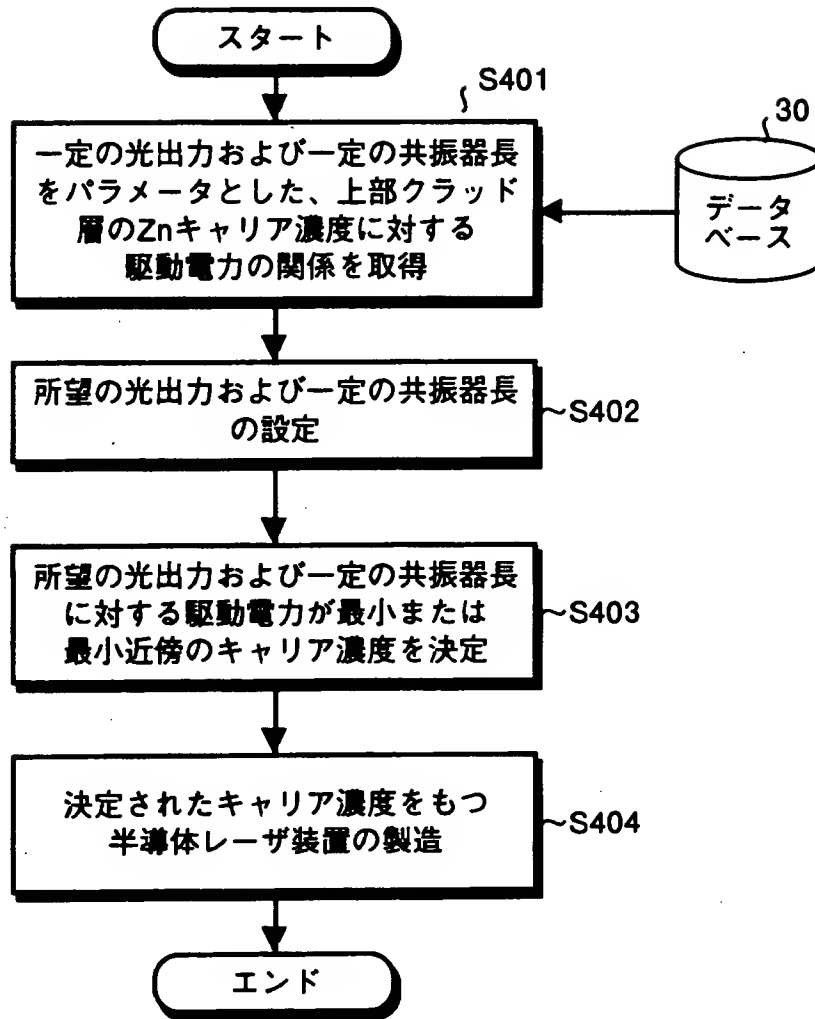 スタート
S401
一定の光出力および一定の共振器長
をパラメータとした、上部クラッド
層のZnキャリア濃度に対する
駆動電力の関係を取得
30
データ
ベース
所望の光出力および一定の共振器長
の設定
S402
所望の光出力および一定の共振器長
に対する駆動電力が最小または
最小近傍のキャリア濃度を決定
S403
決定されたキャリア濃度をもつ
半導体レーザ装置の製造
S404
エンド